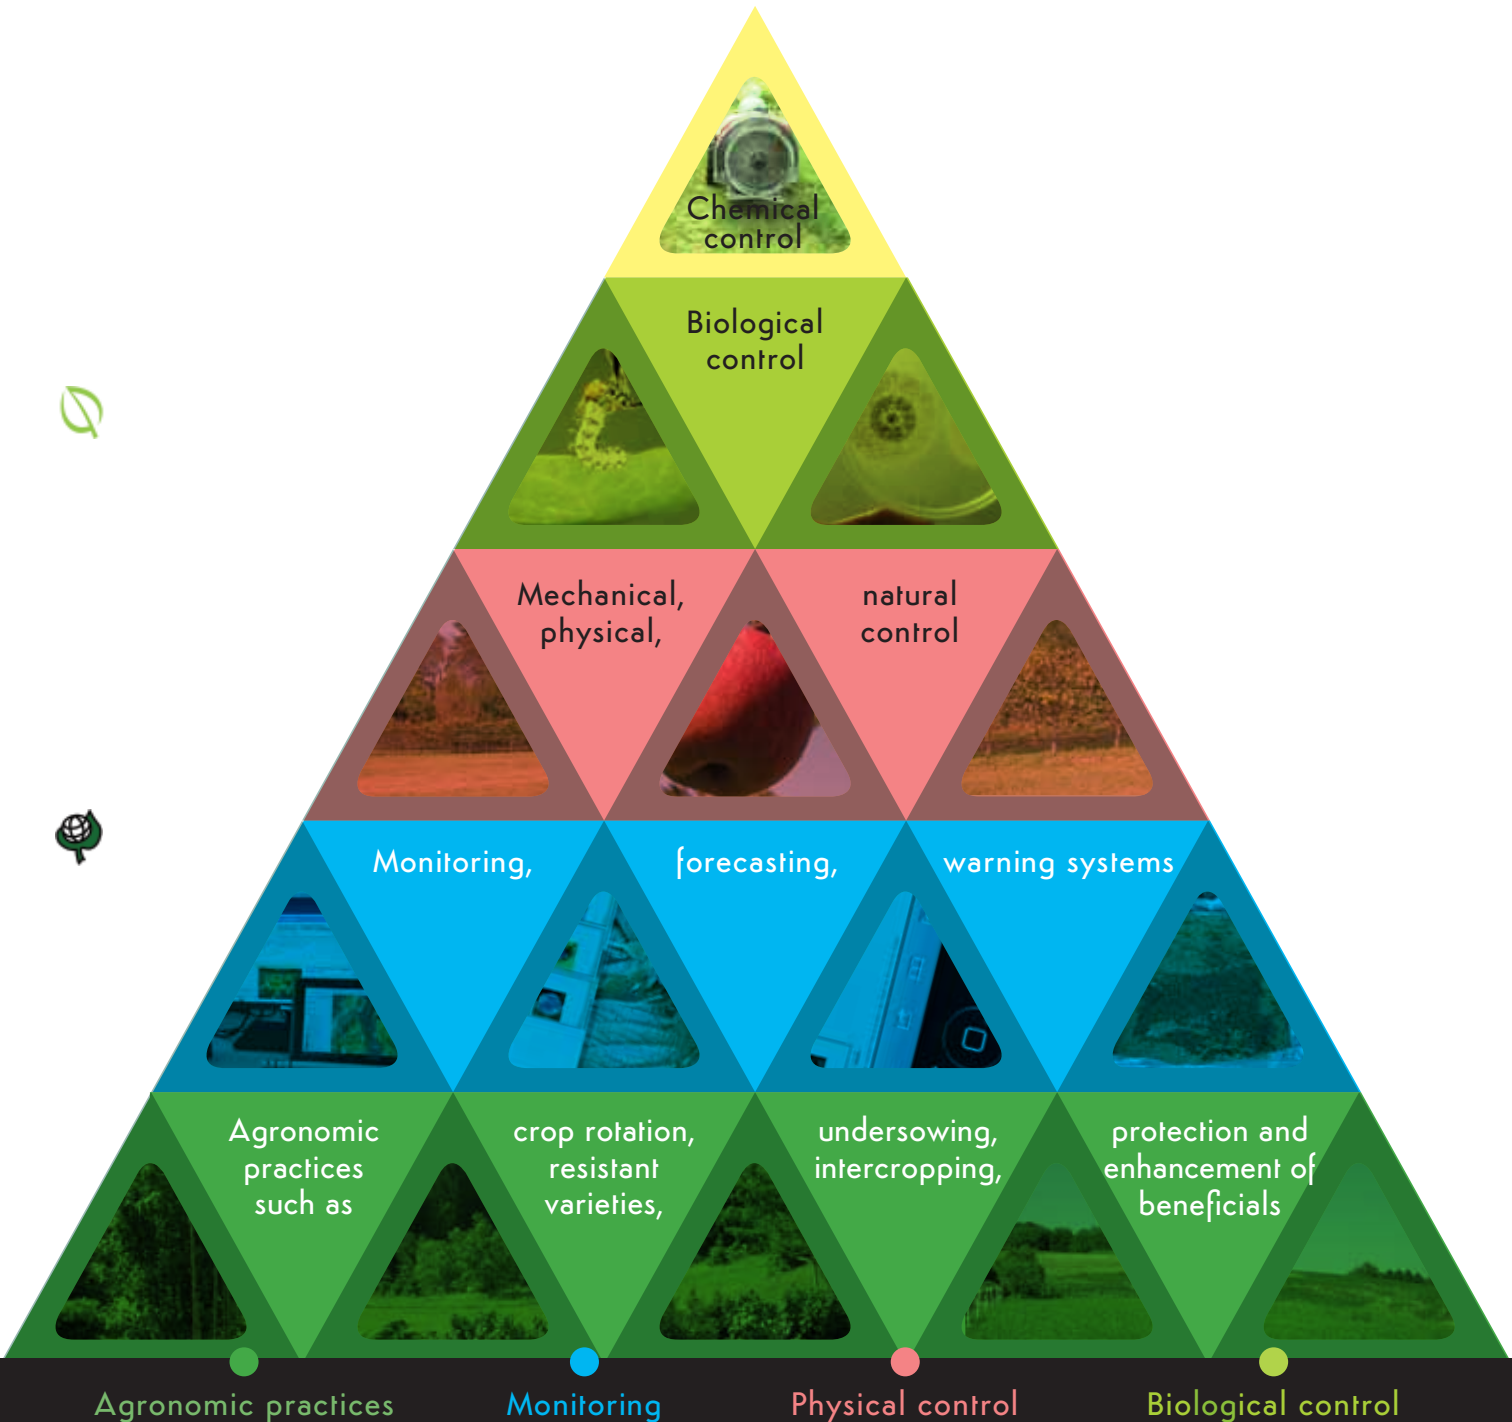 Chemical
control
Biological
control
Mechanical,
physical,
natural
control
Monitoring,
forecasting,
warning systems
Agronomic
practices
such as
crop rotation,
resistant
varieties,
undersowing,
intercropping,
protection and
enhancement of
beneficials
Agronomic practices
Monitoring
Physical control
Biological control